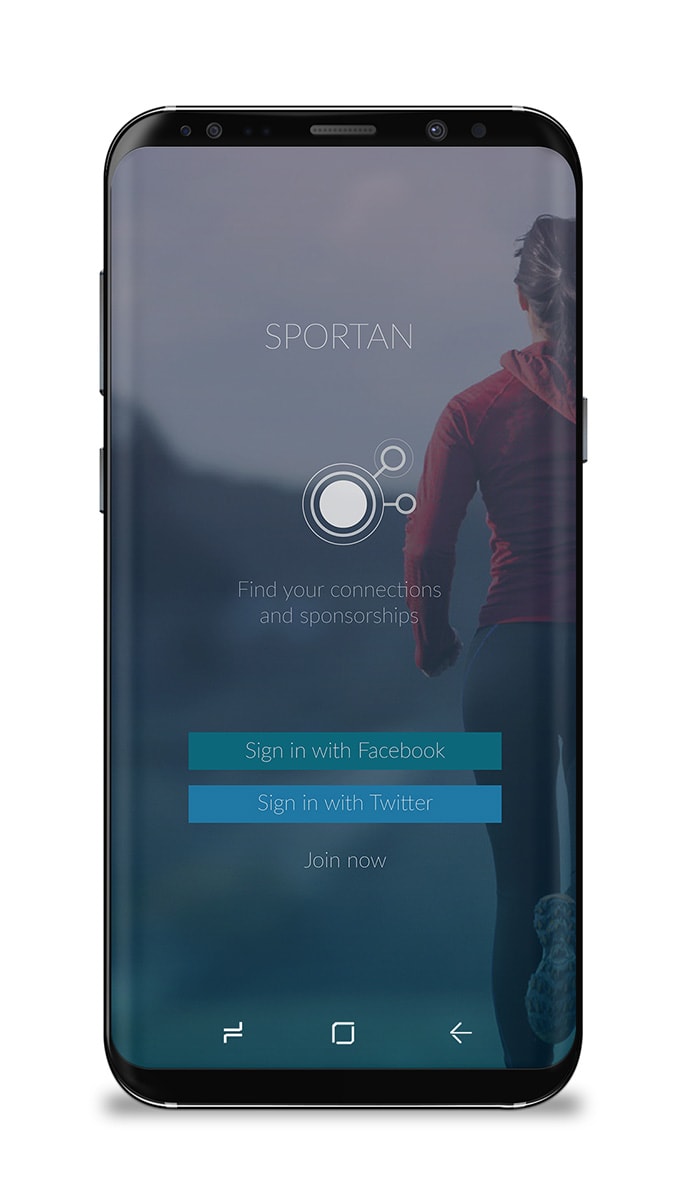 SPORTAN
Find your connections
and sponsorships
Sign in with Facebook
Sign in with Twitter
Join now